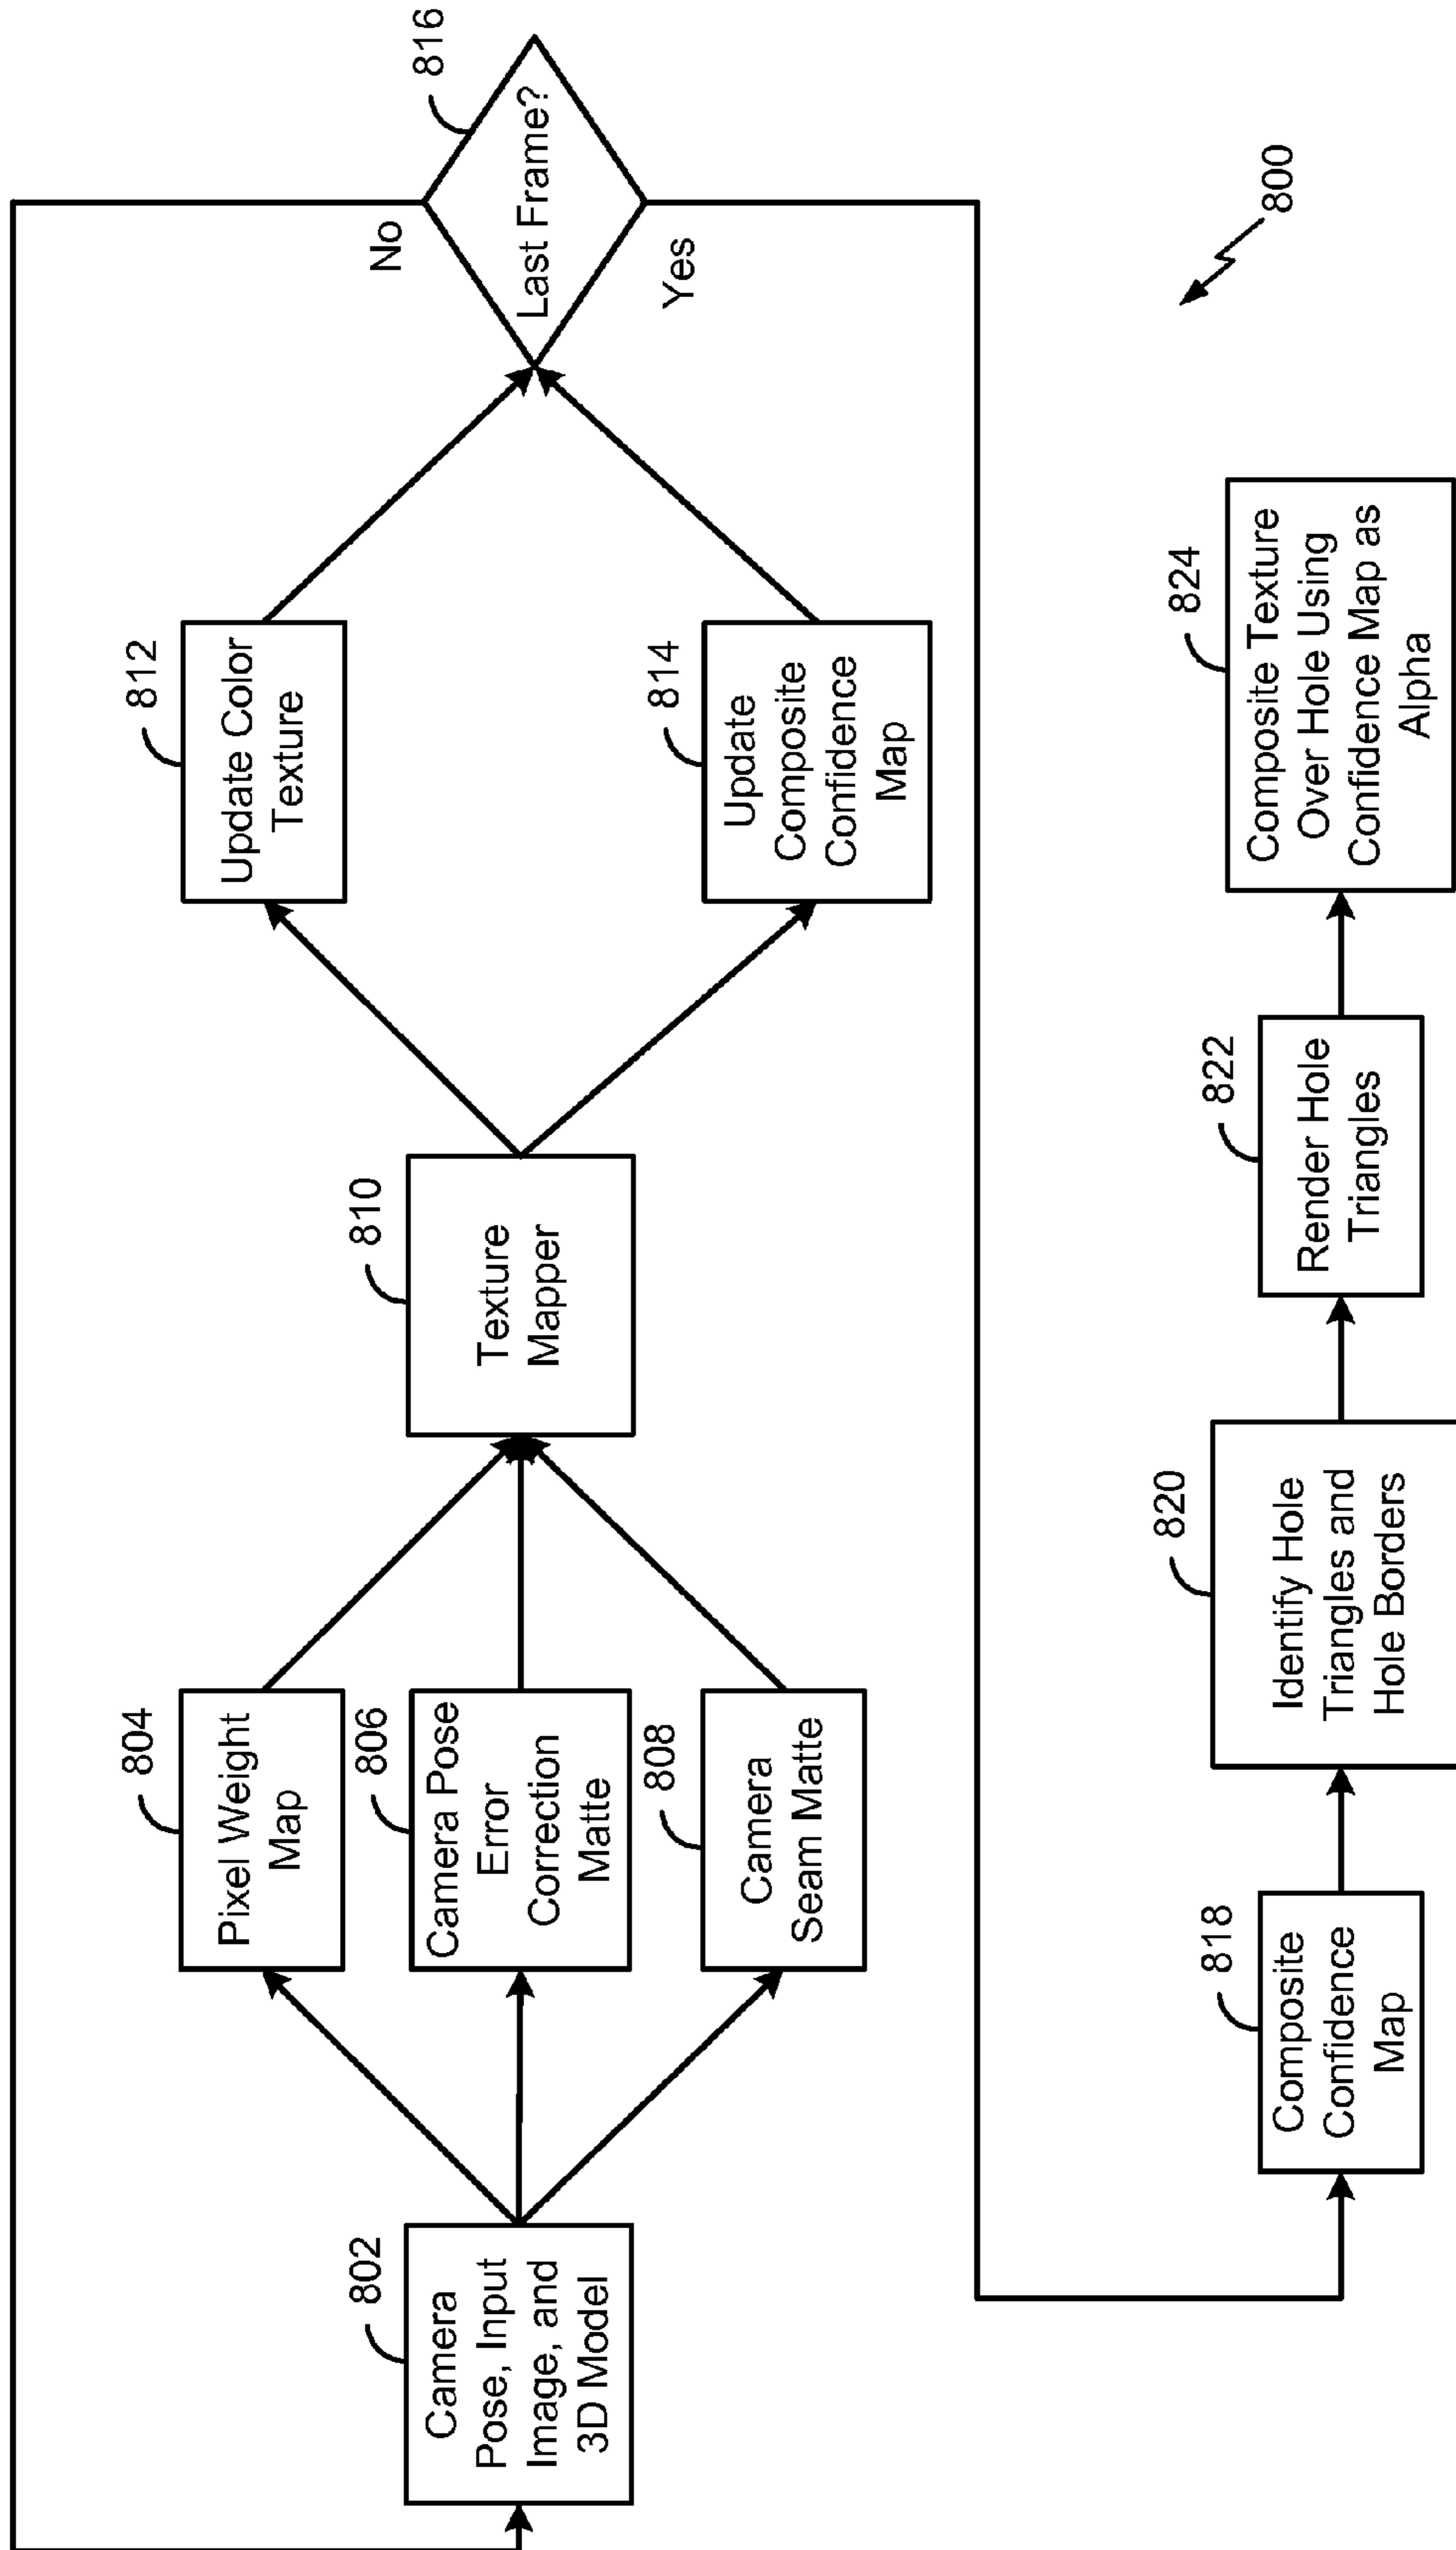 802
Camera
Pose, Input
Image, and
3D Model
804
Pixel Weight
Map
806
Camera Pose
Error
Correction
Matte
808
Camera
Seam Matte
810
Texture
Mapper
812
Update Color
Texture
814
Update
Composite
Confidence
Map
816
Last Frame?
No
Yes
818
Composite
Confidence
Map
820
Identify Hole
Triangles and
Hole Borders
822
Render Hole
Triangles
824
Composite Texture
Over Hole Using
Confidence Map as
Alpha
800